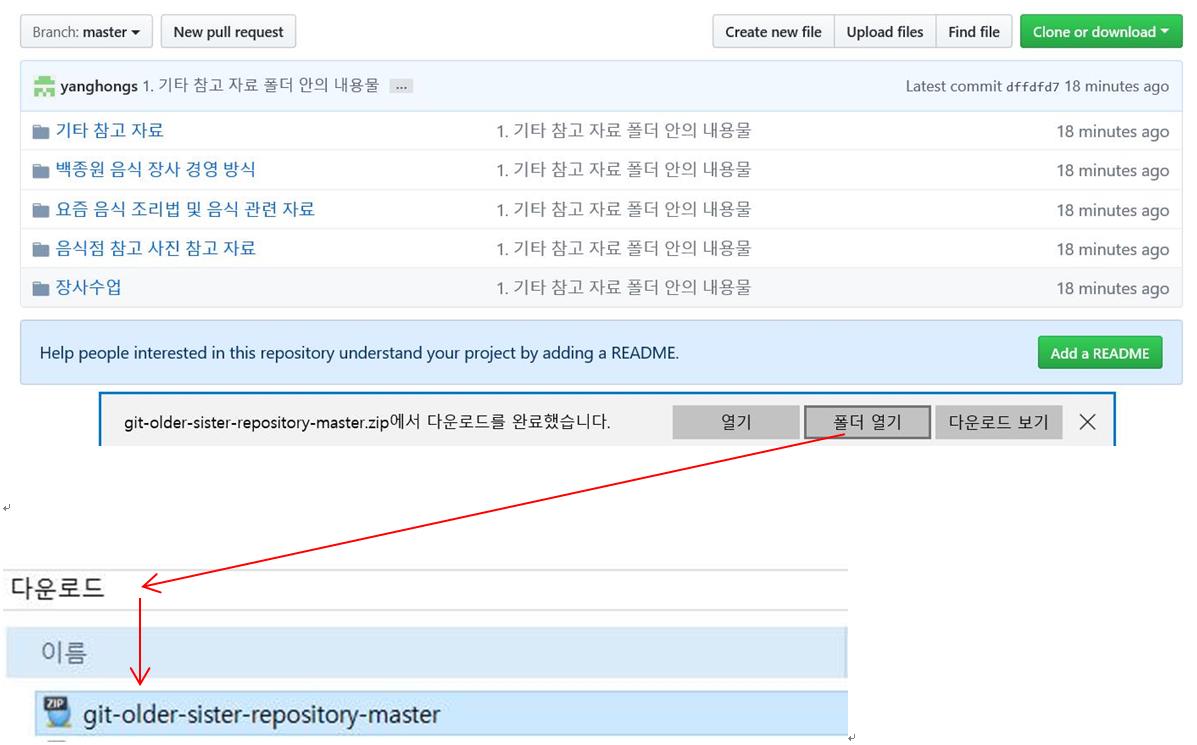 Branch: master New pull request Create new file Upload files Find file Clone or download
yanghongs 1. 기타 참고 자료 폴더 안의 내용물 ... Latest commit dffdfd7 18 minutes ago
기타 참고 자료 1. 기타 참고 자료 폴더 안의 내용물 18 minutes ago
백종원 음식 장사 경영 방식 1. 기타 참고 자료 폴더 안의 내용물 18 minutes ago
요즘 음식 조리법 및 음식 관련 자료 1. 기타 참고 자료 폴더 안의 내용물 18 minutes ago
음식점 참고 사진 참고 자료 1. 기타 참고 자료 폴더 안의 내용물 18 minutes ago
장사수업 1. 기타 참고 자료 폴더 안의 내용물 18 minutes ago
Help people interested in this repository understand your project by adding a README. Add a README
git-older-sister-repository-master.zip에서 다운로드를 완료했습니다. 열기 폴더 열기 다운로드 보기
다운로드
이름
ZIP git-older-sister-repository-master